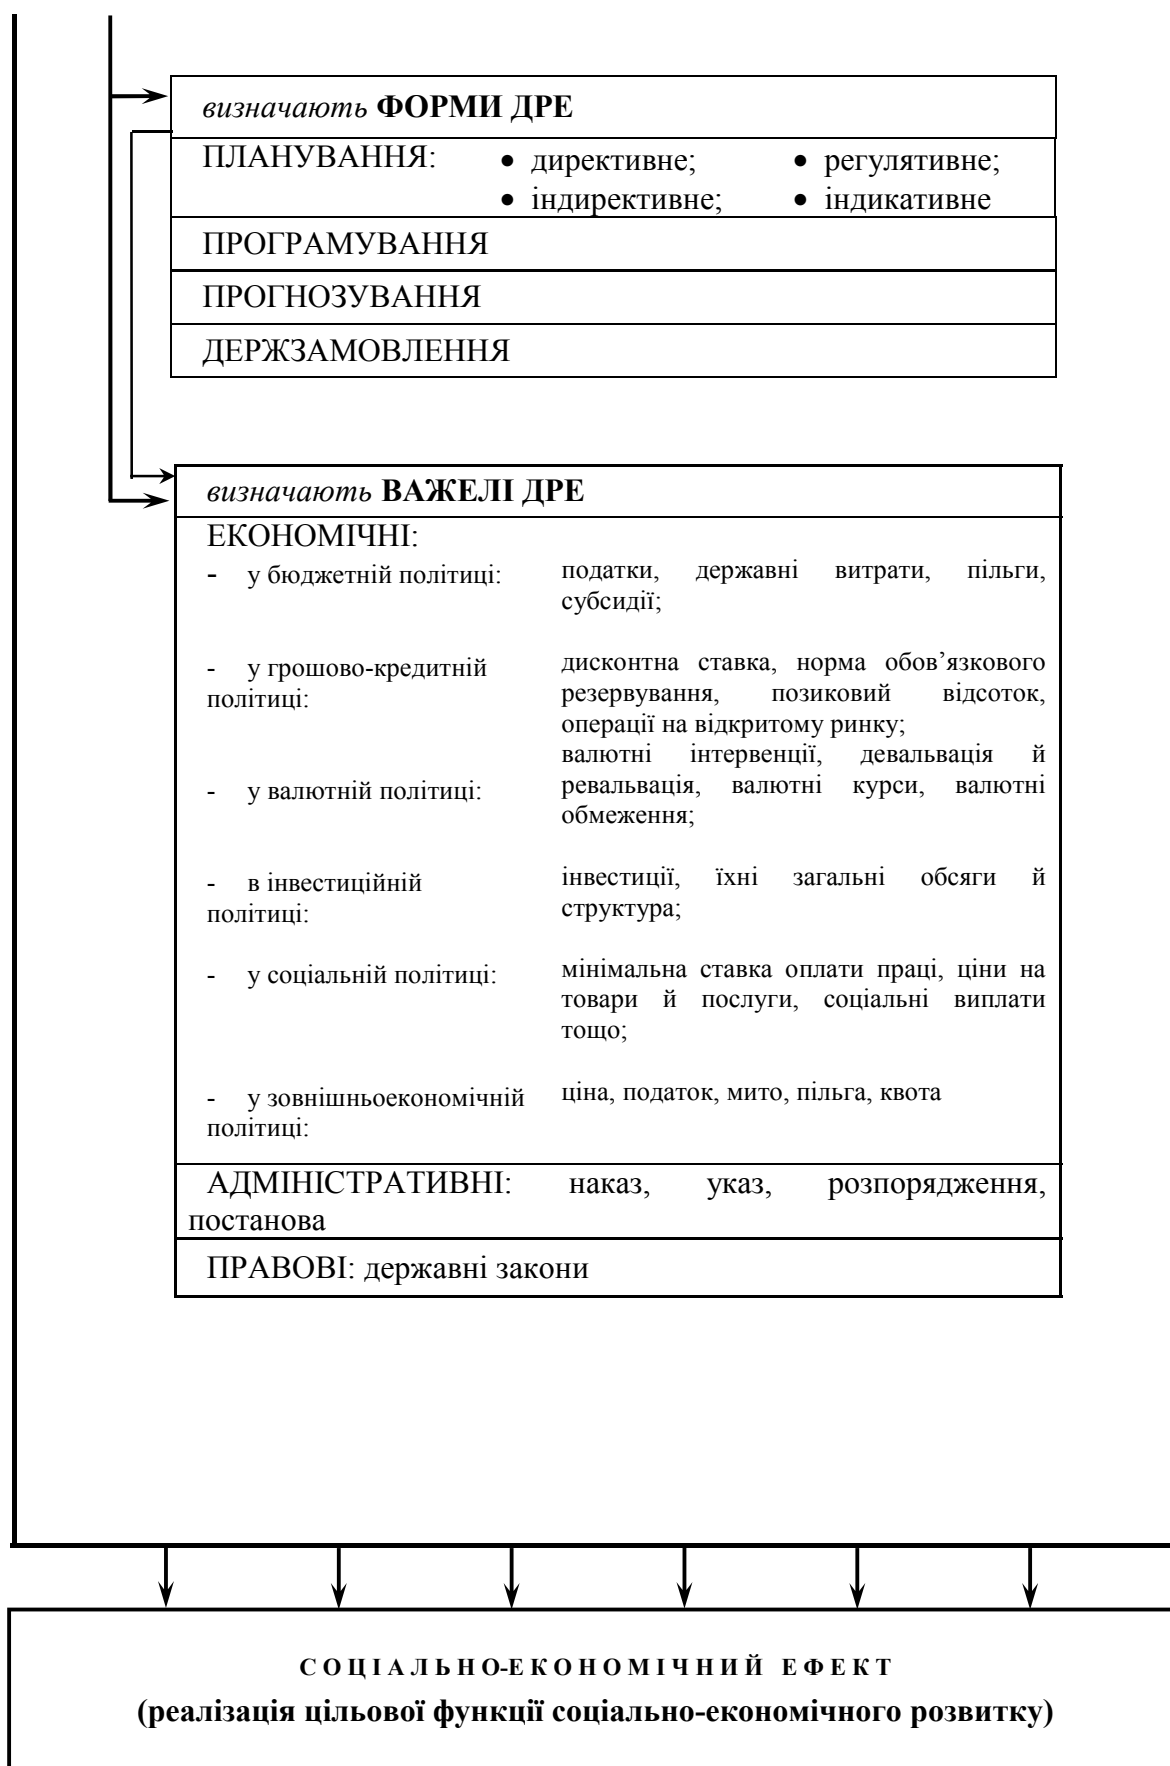 визначають ФОРМИ ДРЕ
ПЛАНУВАННЯ: • директивне; • регулятивне;
• індирективне; • індикативне
ПРОГРАМУВАННЯ
ПРОГНОЗУВАННЯ
ДЕРЖЗАМОВЛЕННЯ
визначають ВАЖЕЛІ ДРЕ
ЕКОНОМІЧНІ:
- у бюджетній політиці:
податки, державні витрати, пільги,
субсидії;
- у грошово-кредитній
політиці:
дисконтна ставка, норма обов’язкового
резервування, позиковий відсоток,
операції на відкритому ринку;
- у валютній політиці:
валютні інтервенції, девальвація й
ревальвація, валютні курси, валютні
обмеження;
- в інвестиційній
політиці:
інвестиції, їхні загальні обсяги й
структура;
- у соціальній політиці:
мінімальна ставка оплати праці, ціни на
товари й послуги, соціальні виплати
тощо;
- у зовнішньоекономічній
політиці:
ціна, податок, мито, пільга, квота
АДМІНІСТРАТИВНІ: наказ, указ, розпорядження,
постанова
ПРАВОВІ: державні закони
СОЦІАЛЬНО-ЕКОНОМІЧНИЙ ЕФЕКТ
(реалізація цільової функції соціально-економічного розвитку)